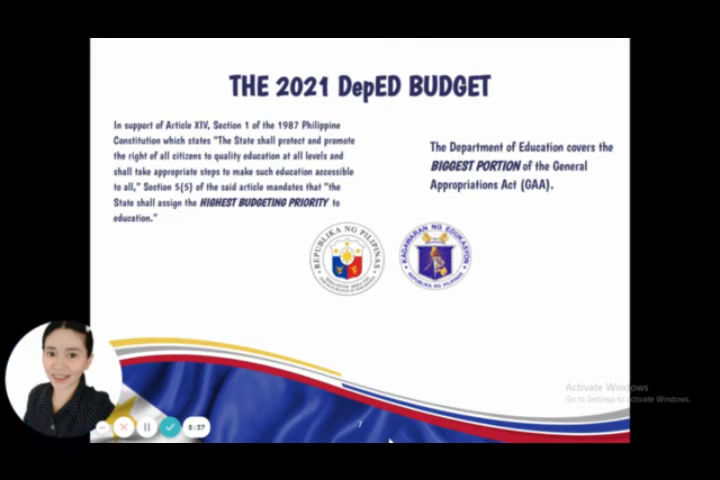 THE 2021 DepED BUDGET
In support of Article XIV, Section 1 of the 1987 Philippine
Constitution which states "The State shall protect and promote
the right of all citizens to quality education at all levels and
shall take appropriate steps to make such education accessible
to all," Section 5(5) of the said article mandates that "the
State shall assign the HIGHEST BUDGETING PRIORITY to
education."
The Department of Education covers the
BIGGEST PORTION of the General
Appropriations Act (GAA).
REPUBLIKA NG PILIPINAS
KAGAWARAN NG EDUKASYON
REPUBLIKA NG PILIPINAS
Activate Windows
Go to Settings to activate Windows.
7